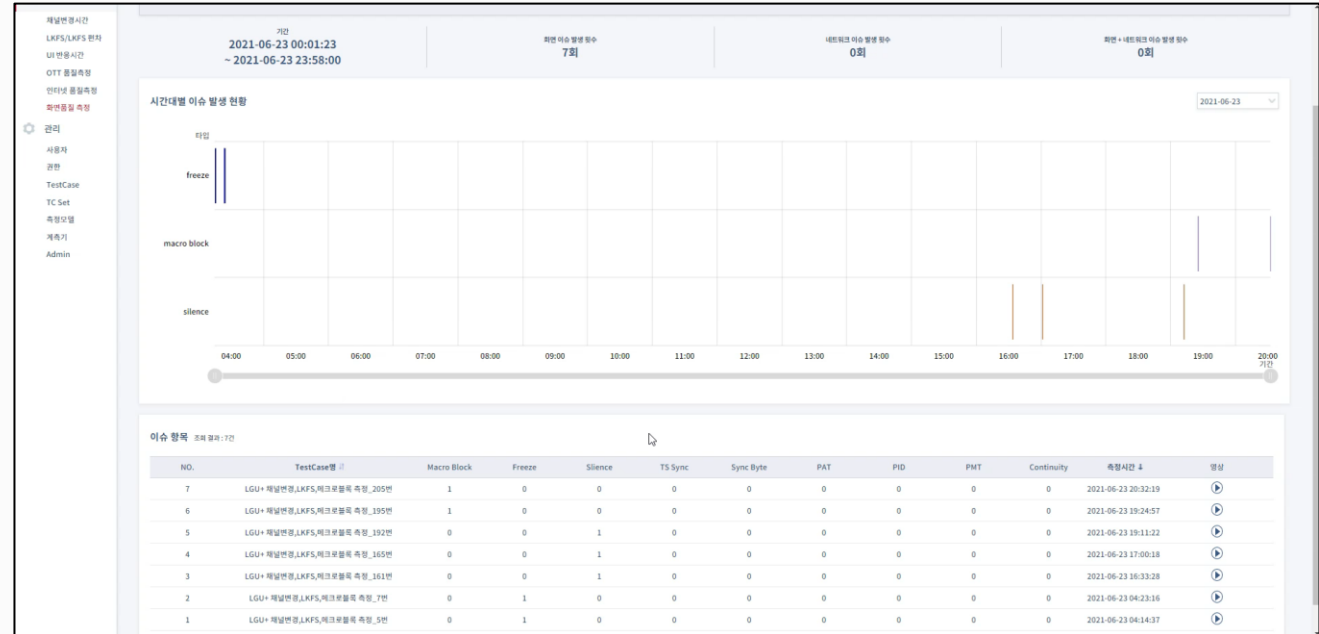 채널변경시간
LKFS/LKFS 편차
UI 반응시간
OTT 품질측정
인터넷 품질측정
화면품질 측정
관리
사용자
권한
TestCase
TC Set
측정모델
계측기
Admin
기간
2021-06-23 00:01:23
~ 2021-06-23 23:58:00
화면 이슈 발생 횟수
7회
네트워크 이슈 발생 횟수
0회
화면 + 네트워크 이슈 발생 횟수
0회
시간대별 이슈 발생 현황
2021-06-23
타입
freeze
macro block
silence
04:00 05:00 06:00 07:00 08:00 09:00 10:00 11:00 12:00 13:00 14:00 15:00 16:00 17:00 18:00 19:00 20:00
기간
이슈 항목 조회 결과 : 7건
NO. TestCase명 Macro Block Freeze Slience TS Sync Sync Byte PAT PID PMT Continuity 측정시간 영상
7 LGU+ 채널변경,LKFS,메크로블록 측정_205번 1 0 0 0 0 0 0 0 0 2021-06-23 20:32:19
6 LGU+ 채널변경,LKFS,메크로블록 측정_195번 1 0 0 0 0 0 0 0 0 2021-06-23 19:24:57
5 LGU+ 채널변경,LKFS,메크로블록 측정_192번 0 0 1 0 0 0 0 0 0 2021-06-23 19:11:22
4 LGU+ 채널변경,LKFS,메크로블록 측정_165번 0 0 1 0 0 0 0 0 0 2021-06-23 17:00:18
3 LGU+ 채널변경,LKFS,메크로블록 측정_161번 0 0 1 0 0 0 0 0 0 2021-06-23 16:33:28
2 LGU+ 채널변경,LKFS,메크로블록 측정_7번 0 1 0 0 0 0 0 0 0 2021-06-23 04:23:16
1 LGU+ 채널변경,LKFS,메크로블록 측정_5번 0 1 0 0 0 0 0 0 0 2021-06-23 04:14:37